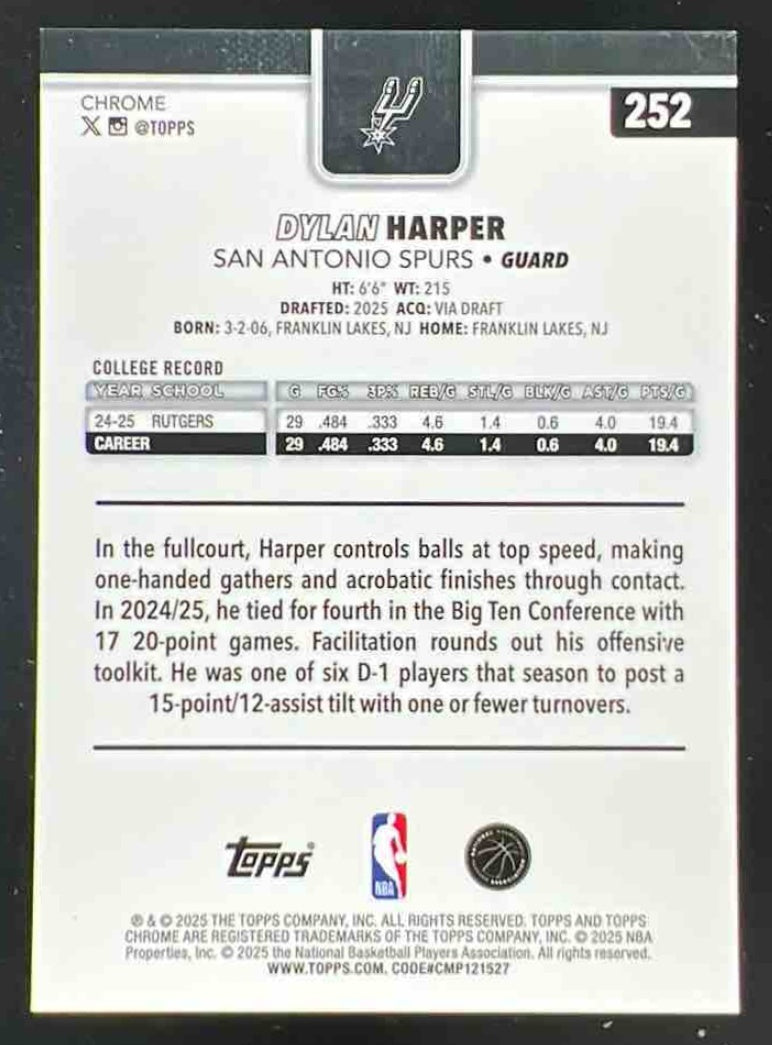 CHROME
252
X @TOPPS
DYLAN HARPER
SAN ANTONIO SPURS • GUARD
HT: 6'6" WT: 215
DRAFTED: 2025 ACQ: VIA DRAFT
BORN: 3-2-06, FRANKLIN LAKES, NJ HOME: FRANKLIN LAKES, NJ
COLLEGE RECORD
YEAR SCHOOL G FG% 3P% REB/G STL/G BLK/G AST/G PTS/G
24-25 RUTGERS 29 .484 .333 4.6 1.4 0.6 4.0 19.4
CAREER 29 .484 .333 4.6 1.4 0.6 4.0 19.4
In the fullcourt, Harper controls balls at top speed, making
one-handed gathers and acrobatic finishes through contact.
In 2024/25, he tied for fourth in the Big Ten Conference with
17 20-point games. Facilitation rounds out his offensive
toolkit. He was one of six D-1 players that season to post a
15-point/12-assist tilt with one or fewer turnovers.
Topps®
NBA
® & © 2025 THE TOPPS COMPANY, INC. ALL RIGHTS RESERVED. TOPPS AND TOPPS
CHROME ARE REGISTERED TRADEMARKS OF THE TOPPS COMPANY, INC. © 2025 NBA
Properties, Inc. © 2025 the National Basketball Players Association. All rights reserved.
WWW.TOPPS.COM. CODE#CMP121527